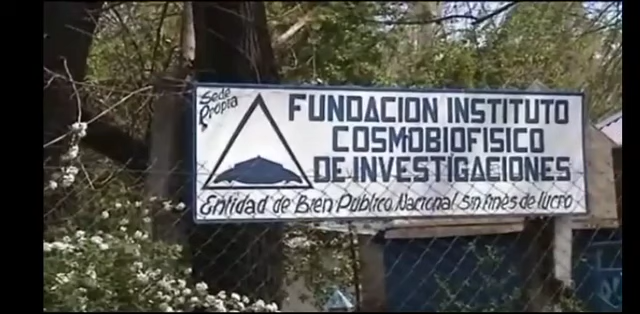 Sede
Propia
FUNDACION INSTITUTO
COSMOBIOFISICO
DE INVESTIGACIONES
Entidad de Bien Publico Nacional sin fines de lucro